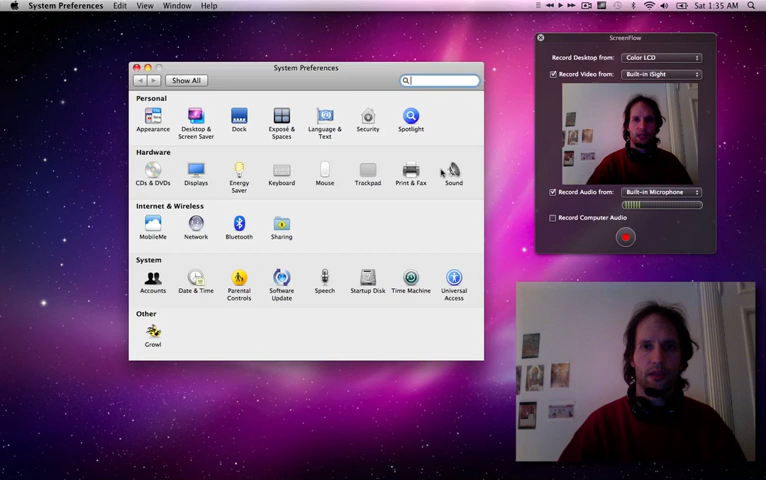 System Preferences Edit View Window Help
Sat 1:35 AM
System Preferences
Show All
Personal
Appearance
Desktop &
Screen Saver
Dock
Exposé &
Spaces
Language &
Text
Security
Spotlight
Hardware
CDs & DVDs
Displays
Energy
Saver
Keyboard
Mouse
Trackpad
Print & Fax
Sound
Internet & Wireless
MobileMe
Network
Bluetooth
Sharing
System
Accounts
Date & Time
Parental
Controls
Software
Update
Speech
Startup Disk
Time Machine
Universal
Access
Other
Growl
ScreenFlow
Record Desktop from: Color LCD
Record Video from: Built-in iSight
Record Audio from: Built-in Microphone
Record Computer Audio